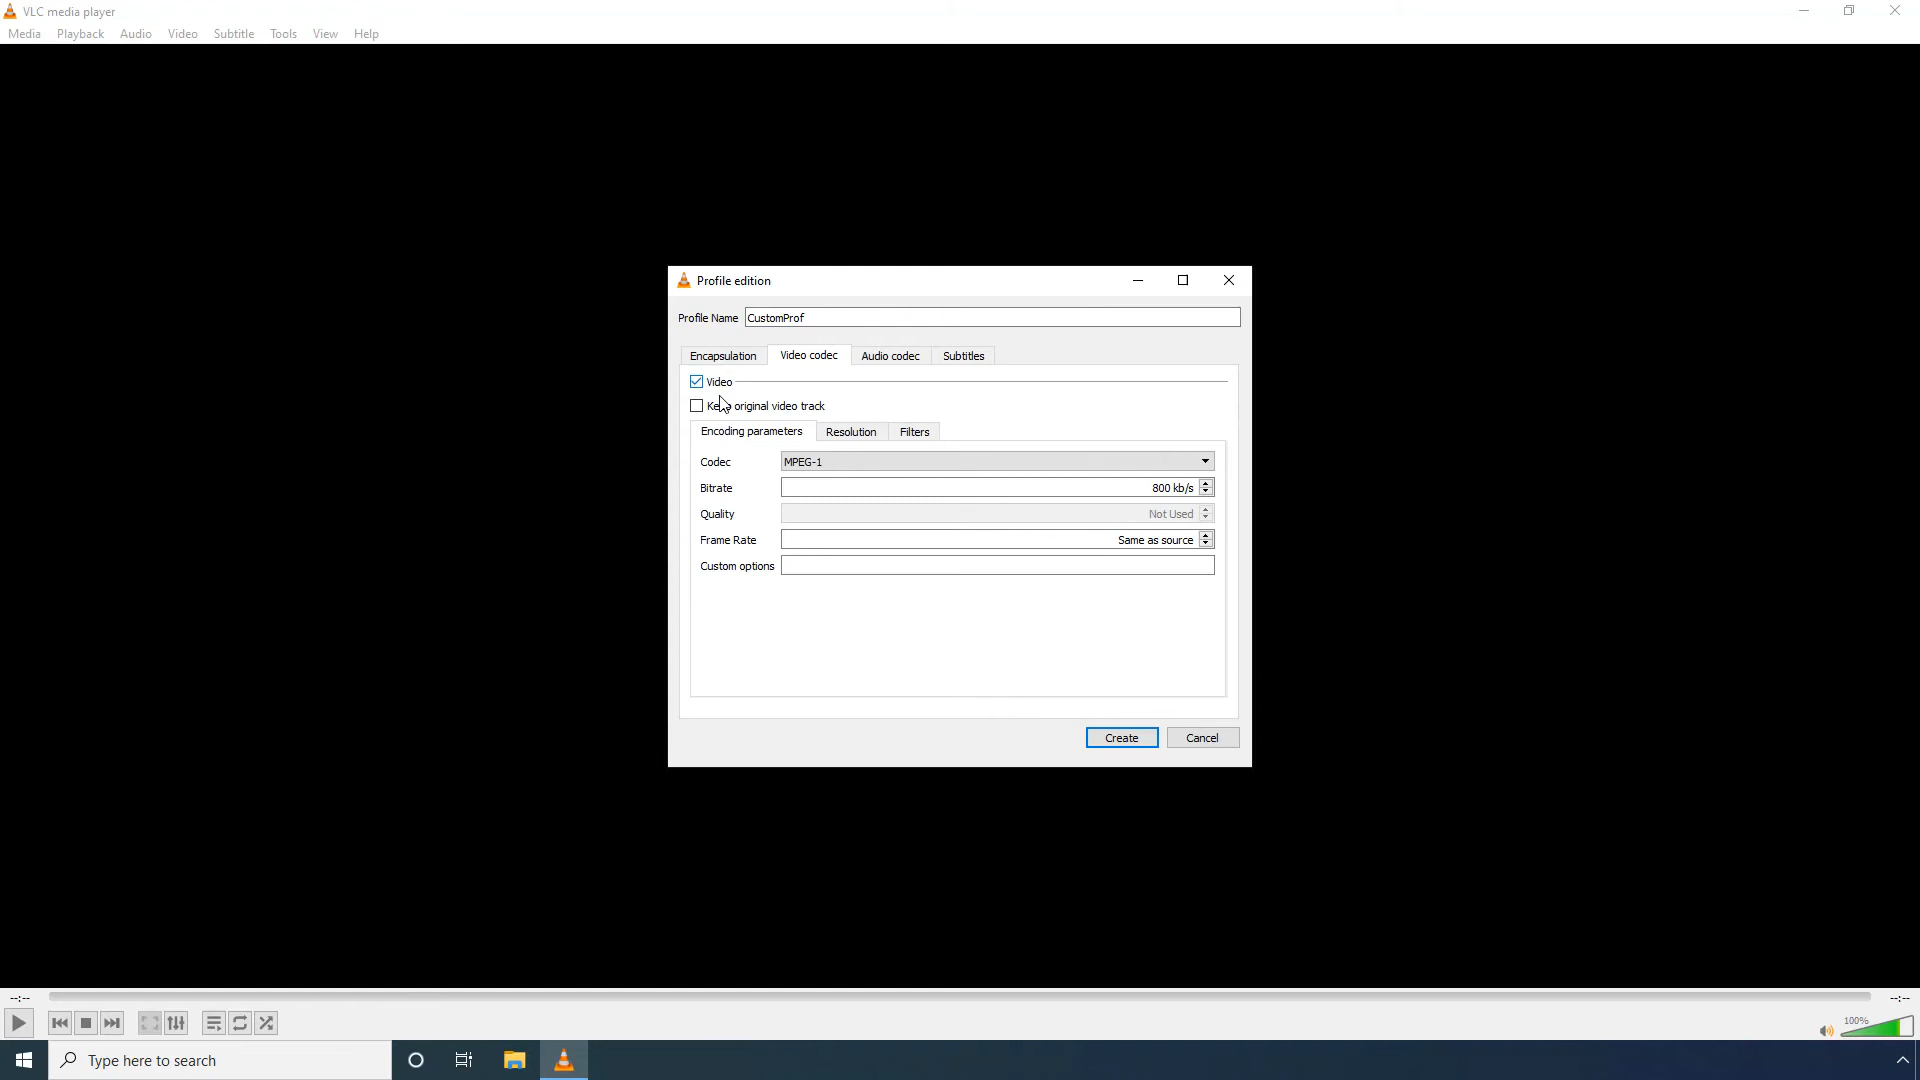 VLC media player
Media Playback Audio Video Subtitle Tools View Help
Profile edition
Profile Name CustomProf
Encapsulation Video codec Audio codec Subtitles
Video
original video track
Encoding parameters Resolution Filters
Codec MPEG-1
Bitrate 800 kb/s
Quality Not Used
Frame Rate Same as source
Custom options
Create Cancel
--:-- --:--
100%
Type here to search